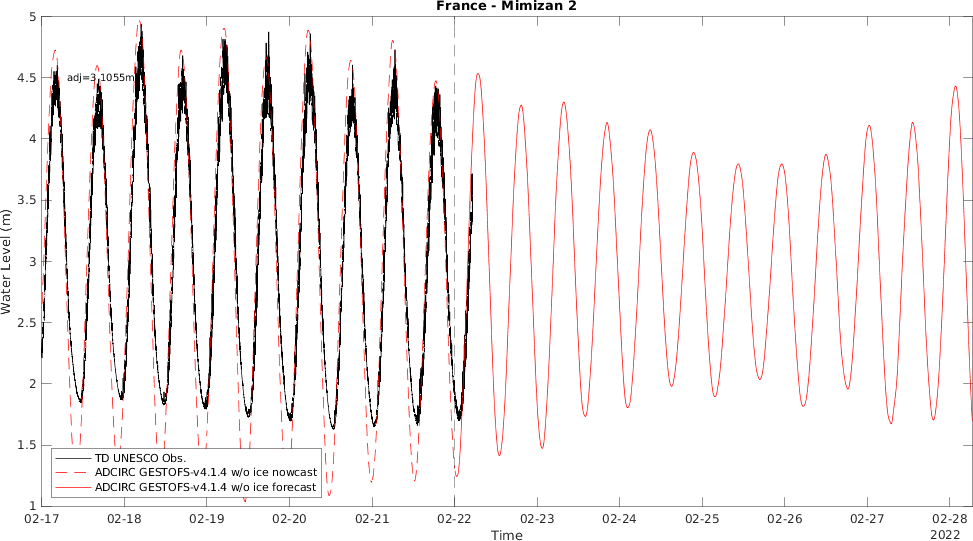 France - Mimizan 2
5
4.5
4
3.5
3
2.5
2
1.5
1
Water Level (m)
adj=3.1055m
TD UNESCO Obs.
ADCIRC GESTOFS-v4.1.4 w/o ice nowcast
ADCIRC GESTOFS-v4.1.4 w/o ice forecast
02-17 02-18 02-19 02-20 02-21 02-22 02-23 02-24 02-25 02-26 02-27 02-28
2022
Time